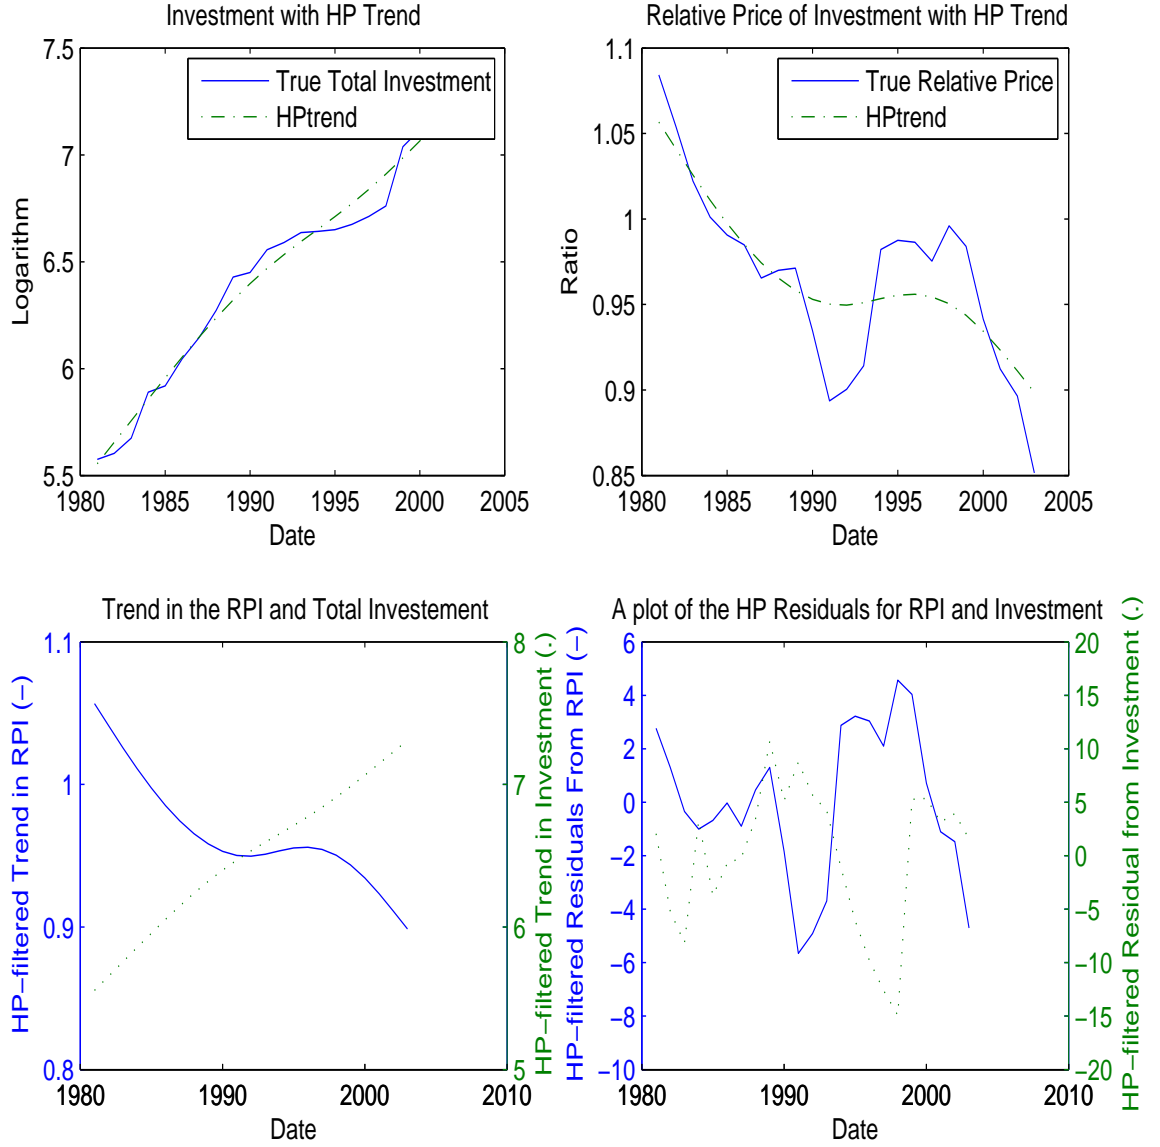 Investment with HP Trend
7.5
7
6.5
6
5.5
Logarithm
True Total Investment
HPtrend
1980 1985 1990 1995 2000 2005
Date
Relative Price of Investment with HP Trend
1.1
1.05
1
0.95
0.9
0.85
Ratio
True Relative Price
HPtrend
1980 1985 1990 1995 2000 2005
Date
Trend in the RPI and Total Investement
1.1
1
0.9
0.8
HP-filtered Trend in RPI (-)
8
7
6
5
HP-filtered Trend in Investment (.)
1980 1990 2000 2010
Date
A plot of the HP Residuals for RPI and Investment
6
4
2
0
-2
-4
-6
-8
-10
HP-filtered Residuals From RPI (-)
20
15
10
5
0
-5
-10
-15
-20
HP-filtered Residual from Investment (.)
1980 1990 2000 2010
Date